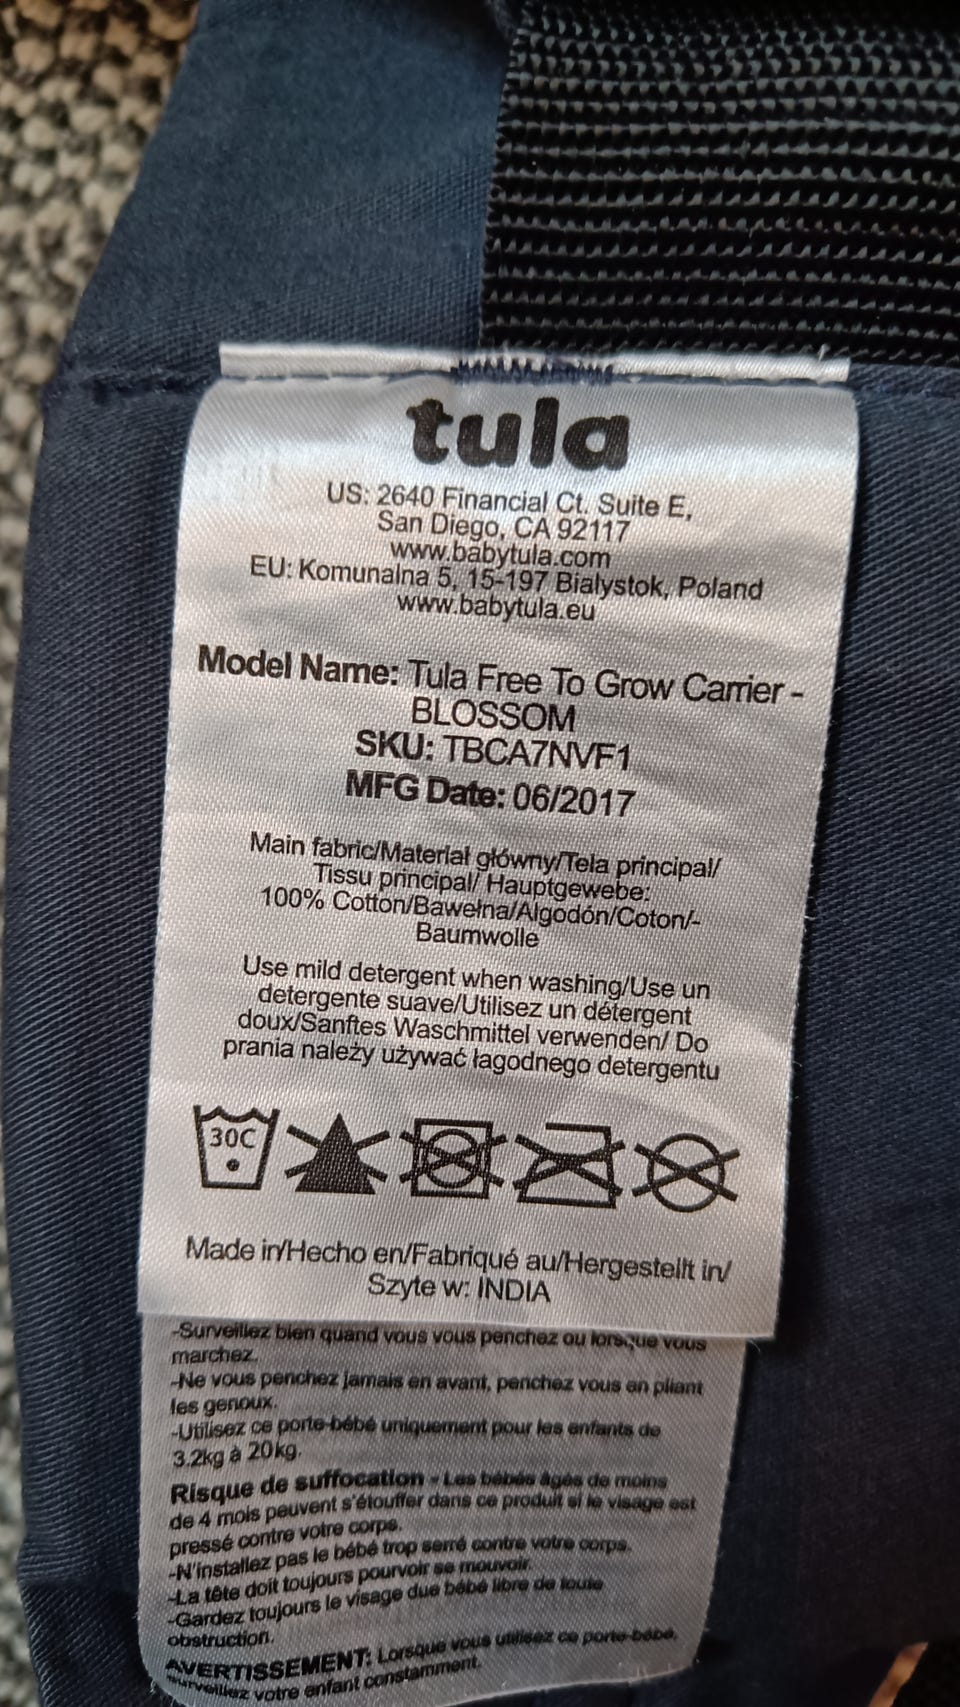 tula
US: 2640 Financial Ct. Suite E,
San Diego, CA 92117
www.babytula.com
EU: Komunalna 5, 15-197 Bialystok, Poland
www.babytula.eu
Model Name: Tula Free To Grow Carrier -
BLOSSOM
SKU: TBCA7NVF1
MFG Date: 06/2017
Main fabric/Materiał główny/Tela principal/
Tissu principal/ Hauptgewebe:
100% Cotton/Bawełna/Algodón/Coton/-
Baumwolle
Use mild detergent when washing/Use un
detergente suave/Utilisez un détergent
doux/Sanftes Waschmittel verwenden/ Do
prania należy używać łagodnego detergentu
30C
Made in/Hecho en/Fabriqué au/Hergestellt in/
Szyte w: INDIA
-Surveillez bien quand vous vous penchez ou lorsque vous
marchez.
-Ne vous penchez jamais en avant, penchez vous en pliant
les genoux.
-Utilisez ce porte-bébé uniquement pour les enfants de
3.2kg à 20kg.
Risque de suffocation - Les bébés âgés de moins
de 4 mois peuvent s'étouffer dans ce produit si le visage est
pressé contre votre corps.
-N'installez pas le bébé trop serré contre votre corps.
-La tête doit toujours pourvoir se mouvoir.
-Gardez toujours le visage due bébé libre de toute
obstruction.
AVERTISSEMENT: Lorsque vous utilisez ce porte-bébé,
surveillez votre enfant constamment.